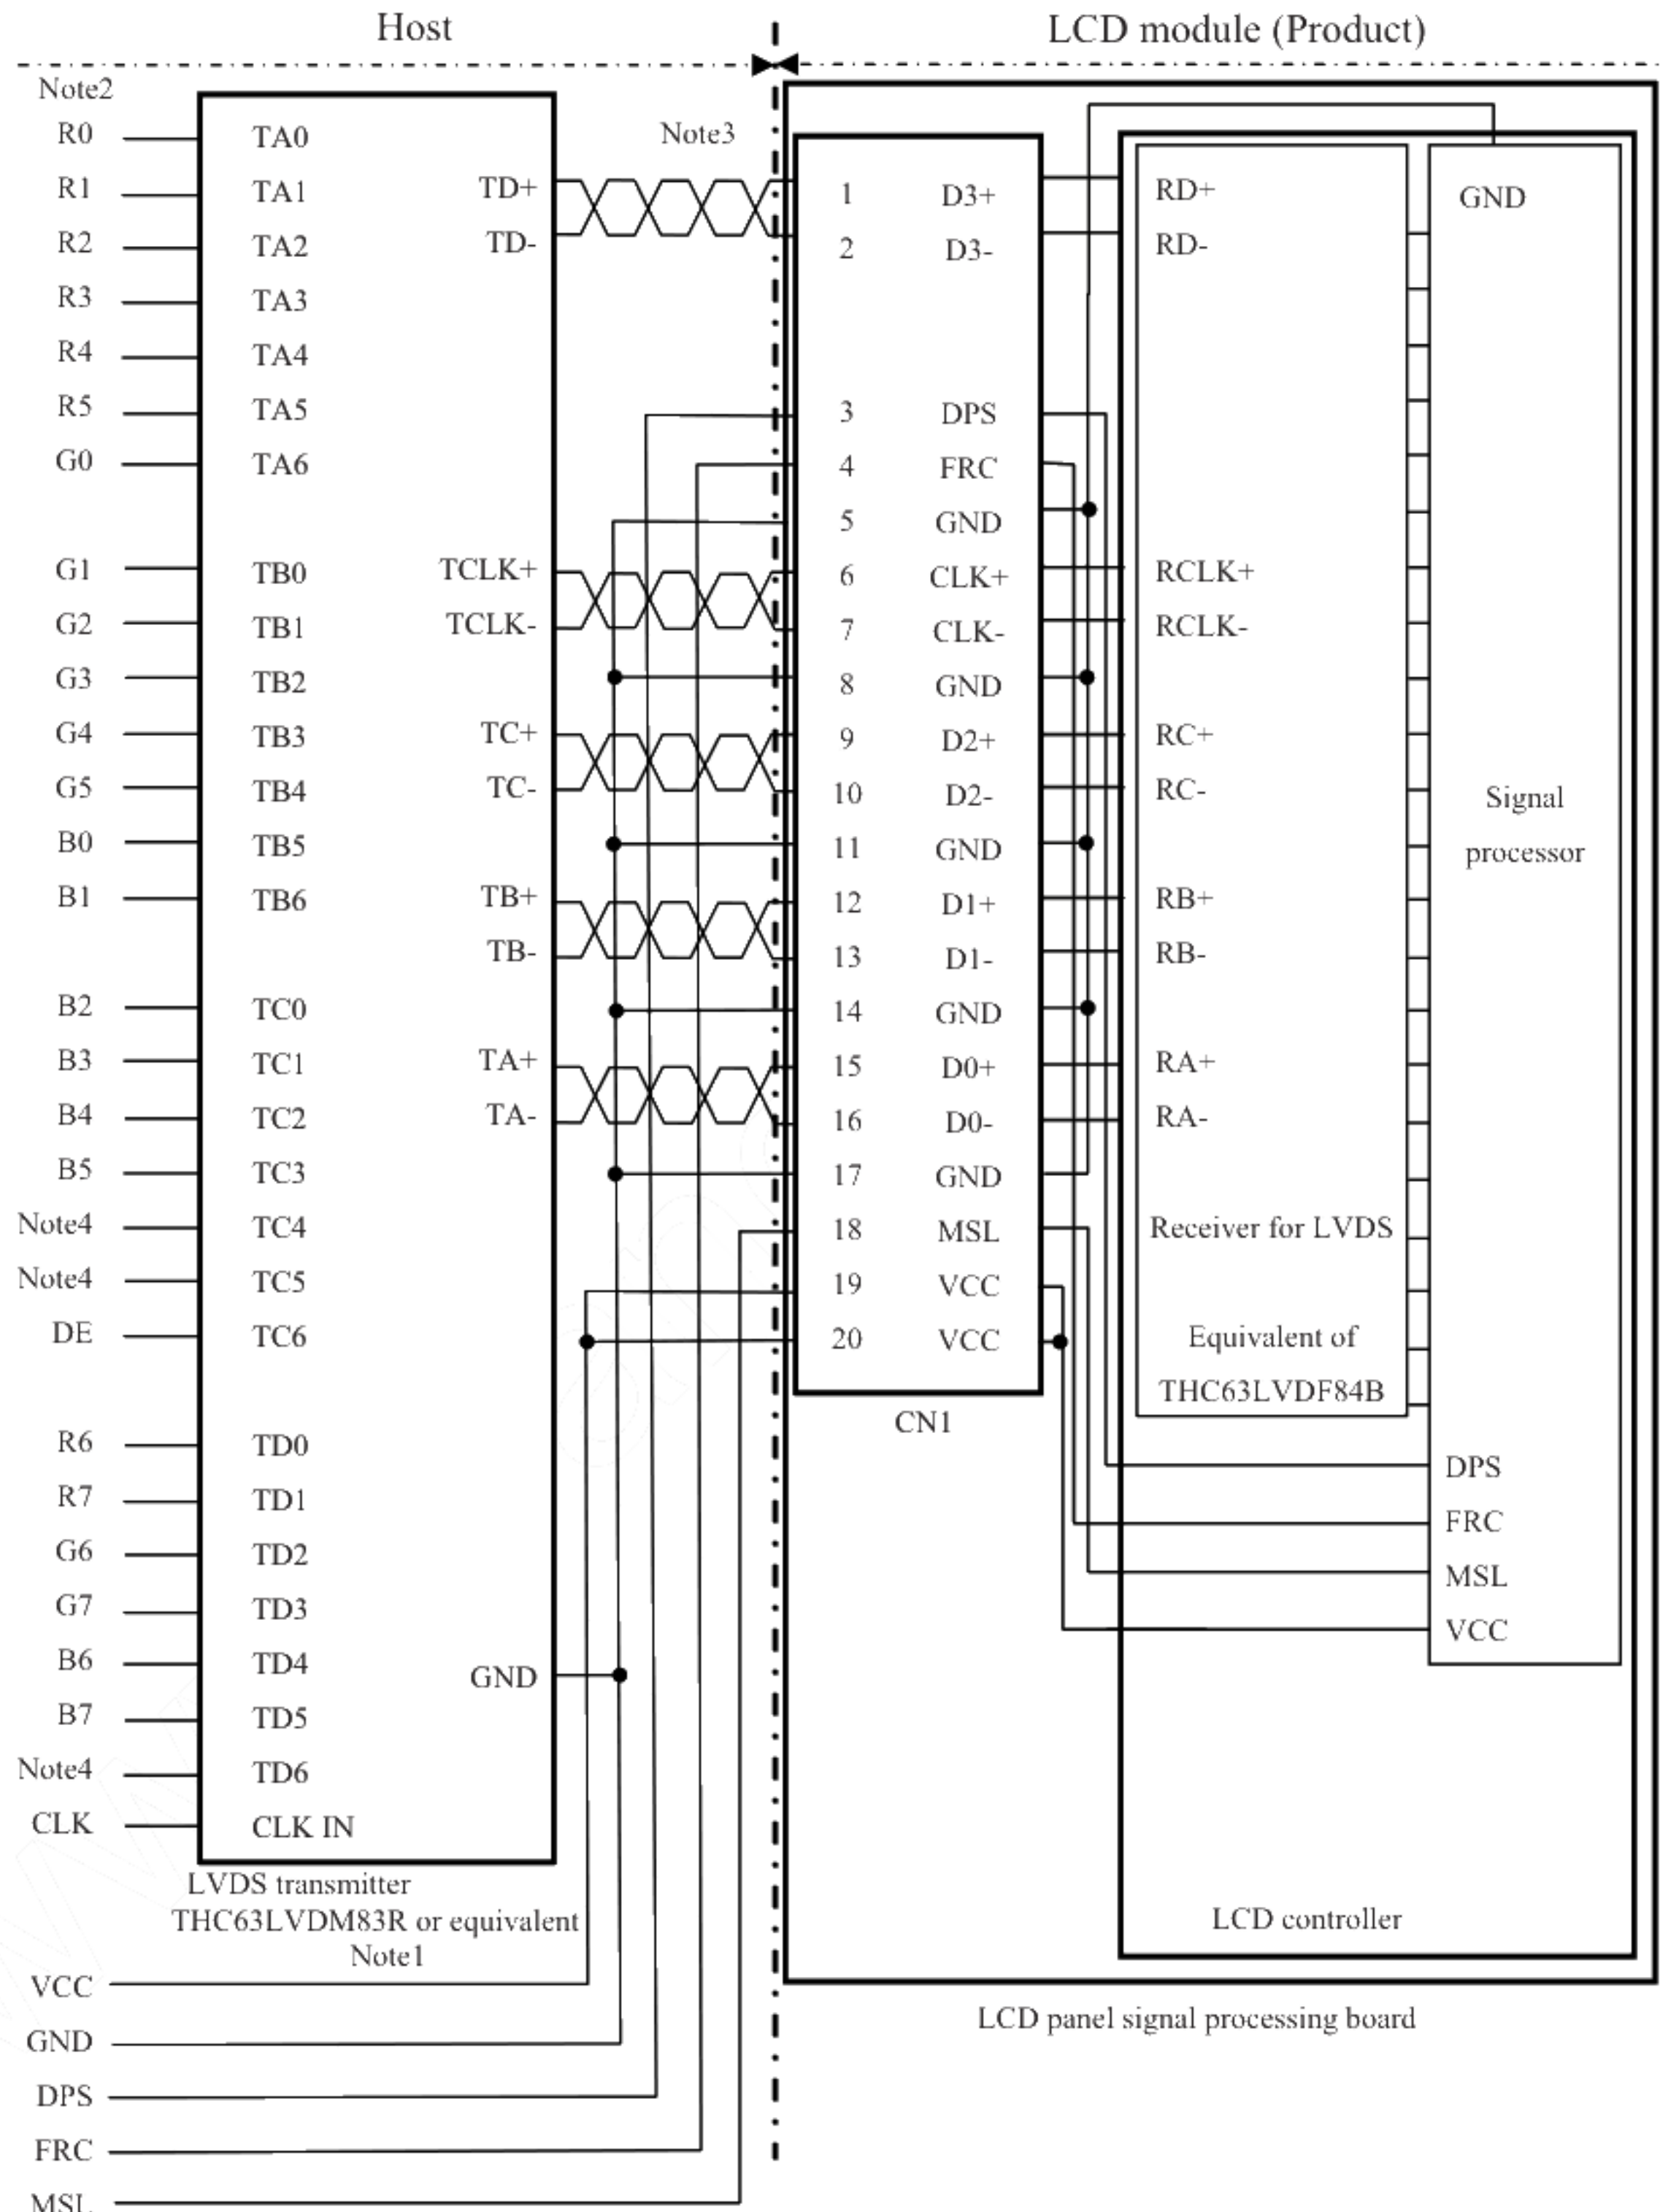 Host
LCD module (Product)
Note2
Note3
R0 TA0
R1 TA1 TD+ 1 D3+ RD+ GND
R2 TA2 TD- 2 D3- RD-
R3 TA3
R4 TA4
R5 TA5 3 DPS
G0 TA6 4 FRC
5 GND
G1 TB0 TCLK+ 6 CLK+ RCLK+
G2 TB1 TCLK- 7 CLK- RCLK-
G3 TB2 8 GND
G4 TB3 TC+ 9 D2+ RC+
G5 TB4 TC- 10 D2- RC- Signal
B0 TB5 11 GND processor
B1 TB6 TB+ 12 D1+ RB+
TB- 13 D1- RB-
B2 TC0 14 GND
B3 TC1 TA+ 15 D0+ RA+
B4 TC2 TA- 16 D0- RA-
B5 TC3 17 GND
Note4 TC4 18 MSL Receiver for LVDS
Note4 TC5 19 VCC
DE TC6 20 VCC Equivalent of
THC63LVDF84B
CN1
R6 TD0 DPS
R7 TD1 FRC
G6 TD2 MSL
G7 TD3 VCC
B6 TD4 GND
B7 TD5
Note4 TD6
CLK CLK IN
LVDS transmitter
THC63LVDM83R or equivalent
Note1
LCD controller
VCC
LCD panel signal processing board
GND
DPS
FRC
MSL